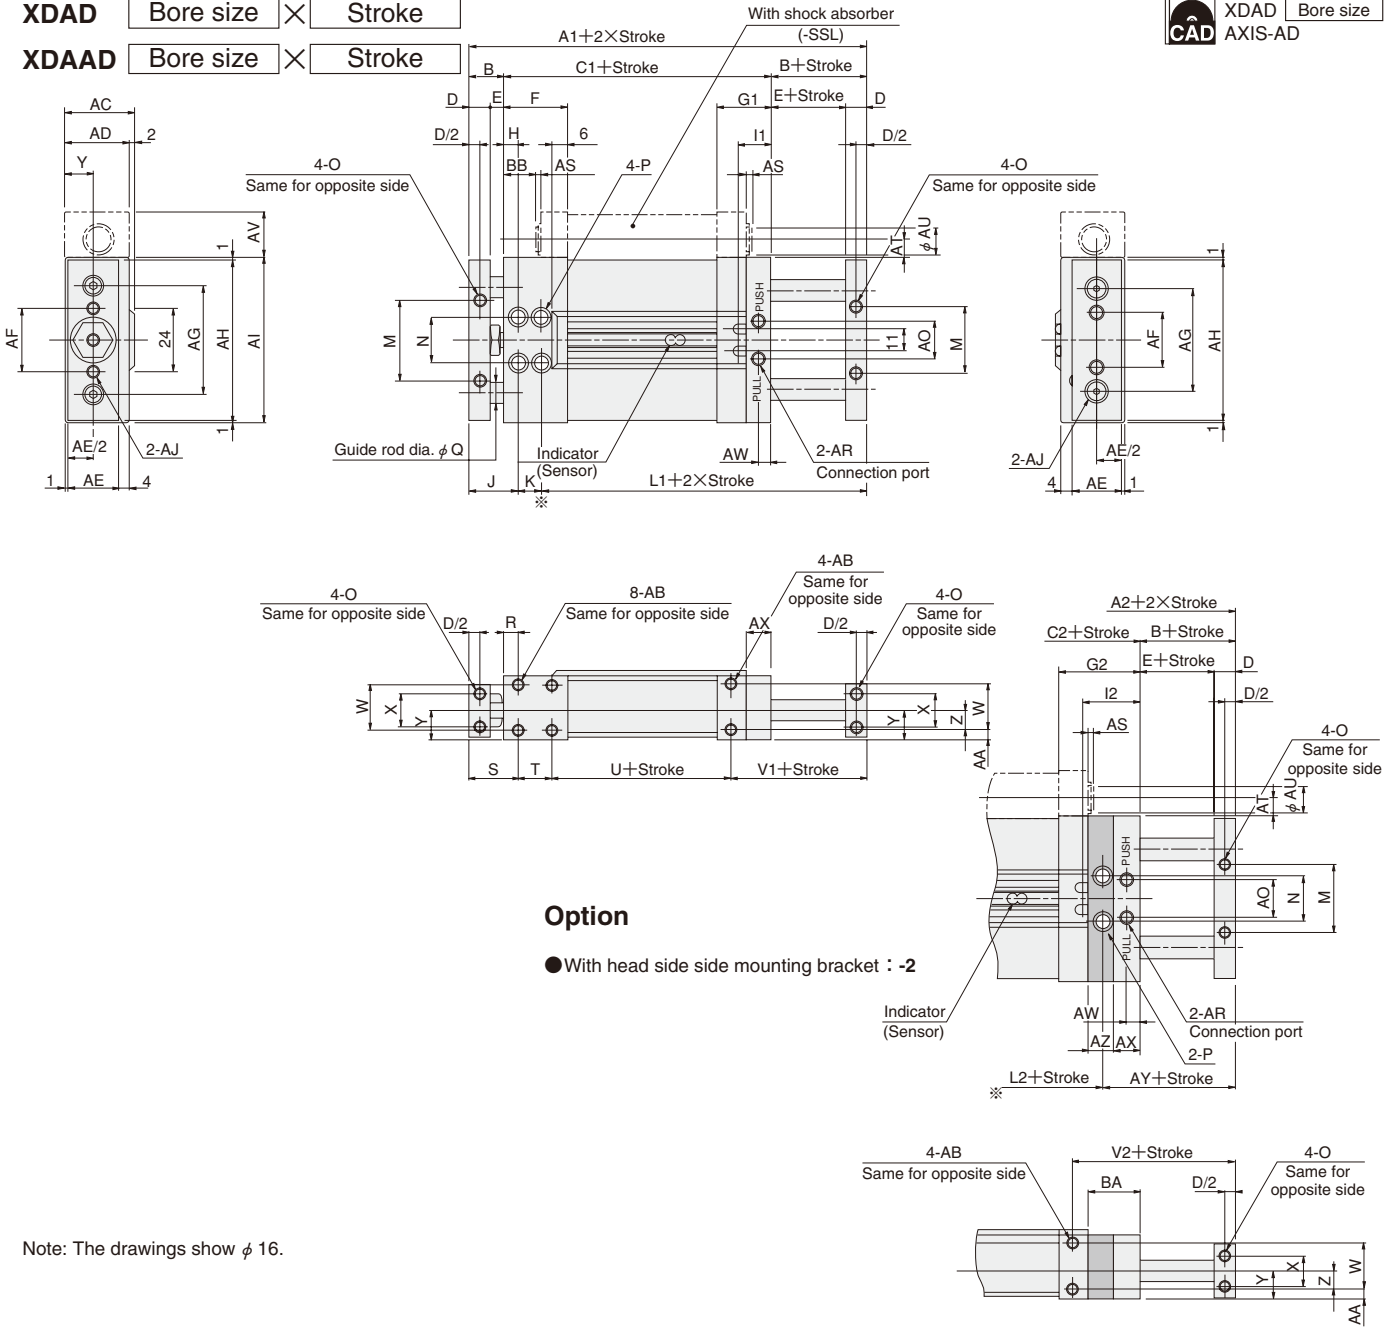 XDAD Bore size × Stroke
XDAAD Bore size × Stroke
CAD
XDAD Bore size
AXIS-AD
With shock absorber
(-SSL)
A1+2×Stroke
B
C1+Stroke
B+Stroke
D
E
F
G1
E+Stroke
D
D/2
H
6
I1
D/2
BB
AS
4-P
AS
4-O
Same for opposite side
4-O
Same for opposite side
AC
AD
2
Y
AV
1
AF
24
AG
AH
AI
1
AE/2
2-AJ
1
AE
4
M
N
PUSH
PULL
11
AO
M
AT
φAU
Guide rod dia. φQ
Indicator
(Sensor)
AW
2-AR
Connection port
J
K
L1+2×Stroke
※
1
AF
AG
AH
1
2-AJ
AE/2
4
AE
1
4-O
Same for opposite side
8-AB
Same for opposite side
4-AB
Same for
opposite side
4-O
Same for
opposite side
D/2
R
AX
D/2
W
X
Y
Y
X
Z
W
AA
S
T
U+Stroke
V1+Stroke
A2+2×Stroke
C2+Stroke
B+Stroke
G2
E+Stroke
D
I2
D/2
AS
4-O
Same for
opposite side
AT
φAU
PUSH
PULL
AO
N
M
Indicator
(Sensor)
AW
AZ
AX
2-AR
Connection port
2-P
L2+Stroke
AY+Stroke
※
Option
●With head side side mounting bracket：-2
4-AB
Same for opposite side
V2+Stroke
BA
D/2
4-O
Same for
opposite side
Y
X
Z
W
AA
Note: The drawings show φ 16.